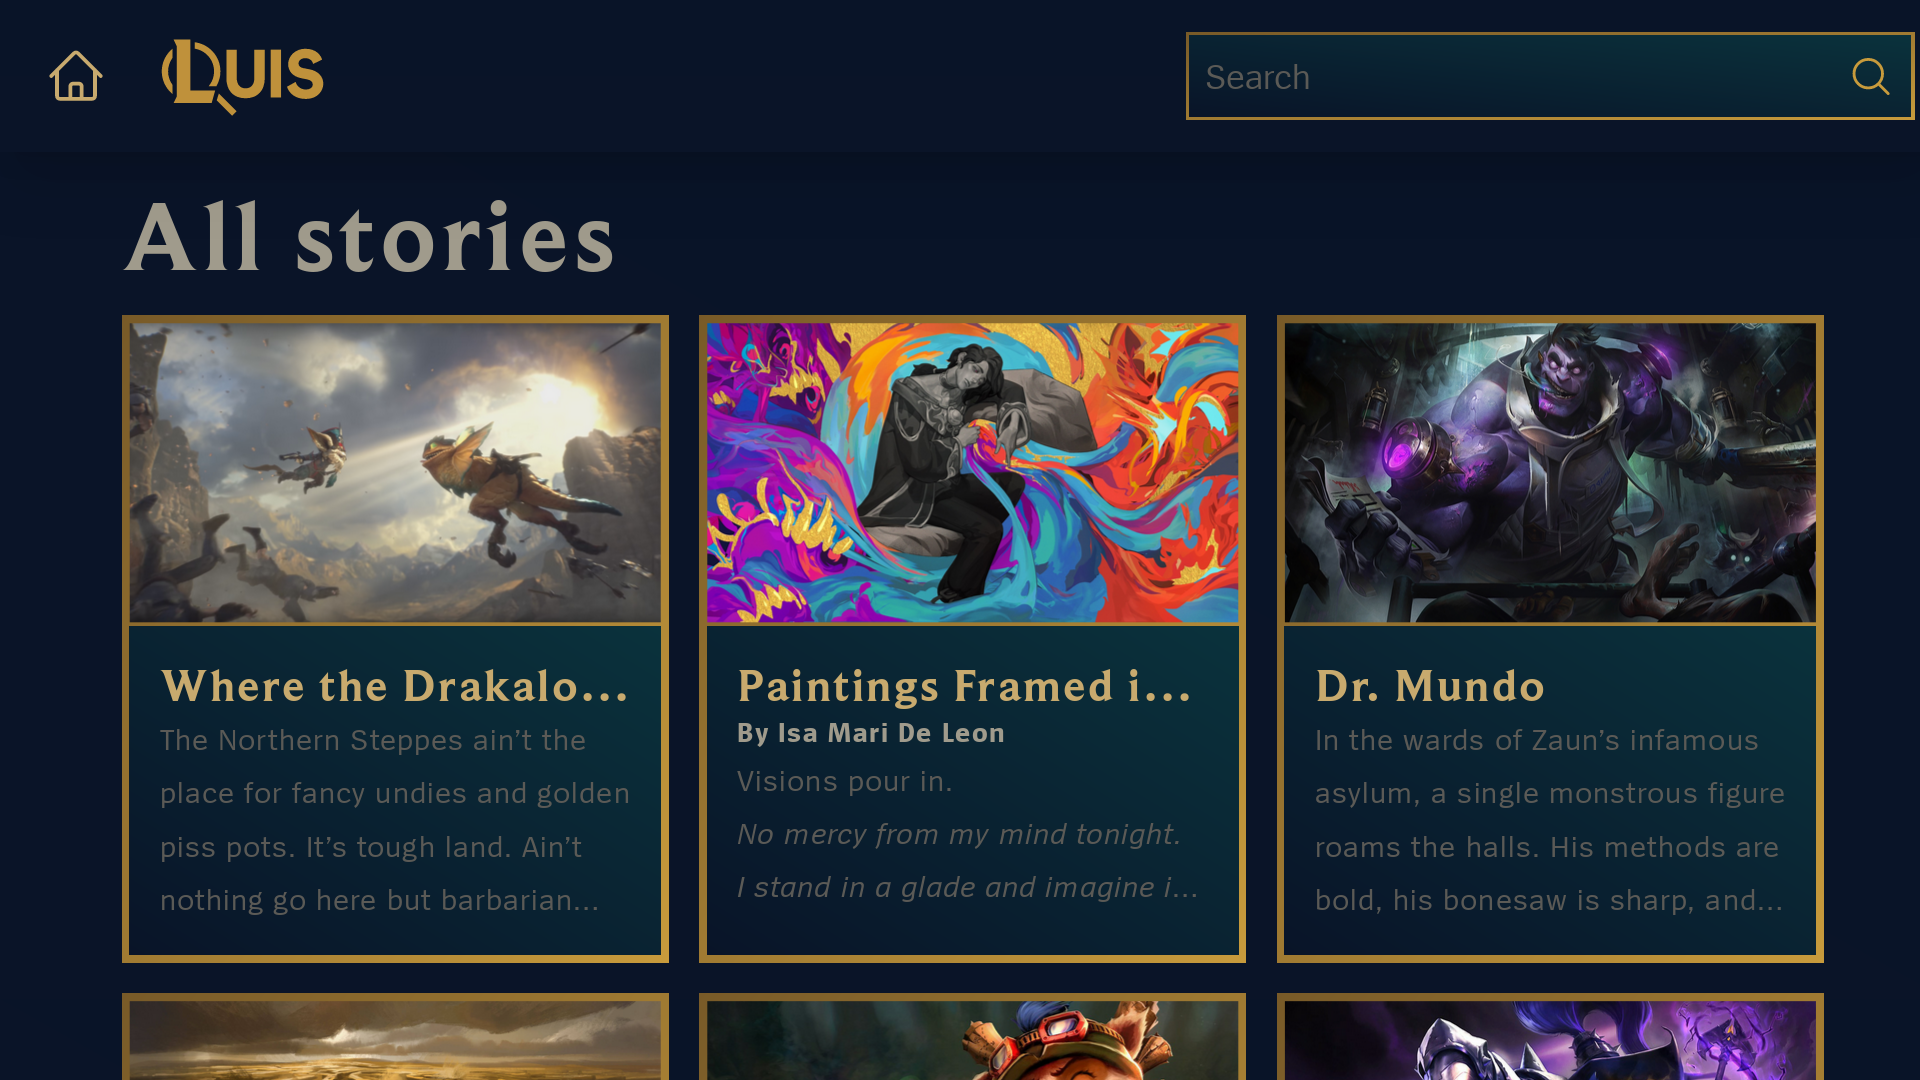 LQUIS
Search
All stories
Where the Drakalo...
The Northern Steppes ain’t the
place for fancy undies and golden
piss pots. It’s tough land. Ain’t
nothing go here but barbarian...
Paintings Framed i...
By Isa Mari De Leon
Visions pour in.
No mercy from my mind tonight.
I stand in a glade and imagine i...
Dr. Mundo
In the wards of Zaun’s infamous
asylum, a single monstrous figure
roams the halls. His methods are
bold, his bonesaw is sharp, and...